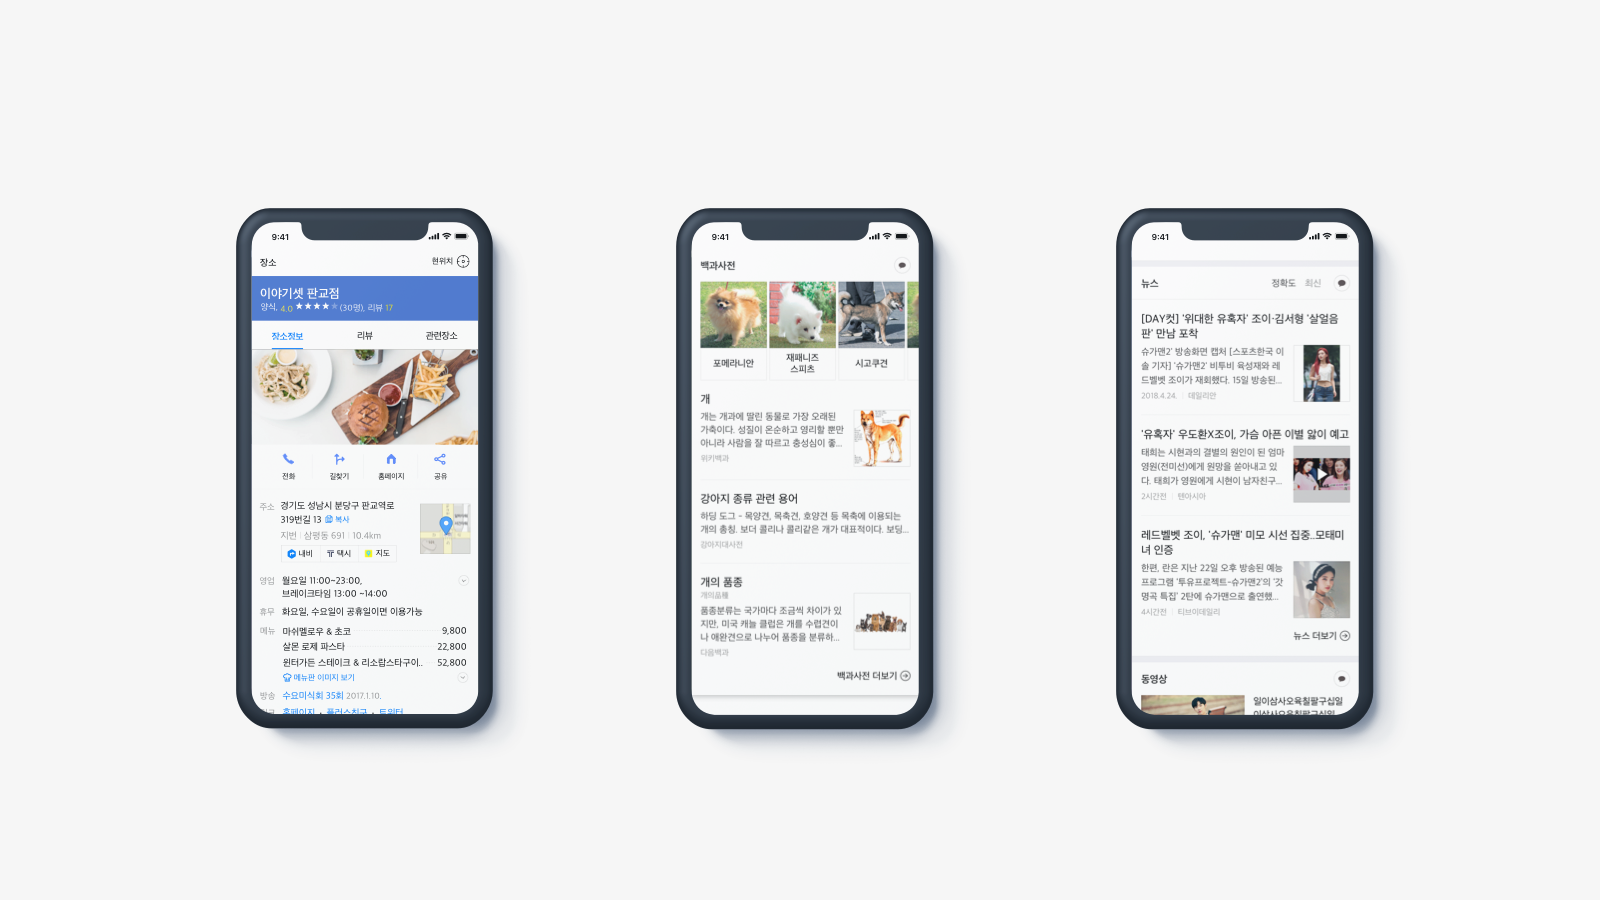 9:41
장소
현위치
이야기셋 판교점
양식, 4.0 ★★★★★ (30명), 리뷰 17
장소정보
리뷰
관련장소
전화
길찾기
홈페이지
공유
주소
경기도 성남시 분당구 판교역로
319번길 13 복사
지번 | 삼평동 691 | 10.4km
내비
택시
지도
영업
월요일 11:00~23:00,
브레이크타임 13:00 ~14:00
휴무
화요일, 수요일이 공휴일이면 이용가능
메뉴
마쉬멜로우 & 초코
9,800
살몬 로제 파스타
22,800
윈터가든 스테이크 & 리소랍스타구이..
52,800
메뉴판 이미지 보기
방송
수요미식회 35회 2017.1.10.
홈페이지 · 플러스친구 · 트위터
9:41
백과사전
포메라니안
재패니즈
스피츠
시고쿠견
개
개는 개과에 딸린 동물로 가장 오래된
가축이다. 성질이 온순하고 영리할 뿐만
아니라 사람을 잘 따르고 충성심이 좋...
위키백과
강아지 종류 관련 용어
하딩 도그 - 목양견, 목축견, 호양견 등 목축에 이용되는
개의 총칭. 보더 콜리나 콜리같은 개가 대표적이다. 보딩...
강아지대사전
개의 품종
개의品種
품종분류는 국가마다 조금씩 차이가 있
지만, 미국 캐늘 클럽은 개를 수렵견이
나 애완견으로 나누어 품종을 분류하...
다음백과
백과사전 더보기
9:41
뉴스
정확도
최신
[DAY컷] '위대한 유혹자' 조이·김서형 '살얼음
판' 만남 포착
슈가맨2' 방송화면 캡처 [스포츠한국 이
솔 기자] '슈가맨2' 비투비 육성재와 레
드벨벳 조이가 재회했다. 15일 방송된...
2018.4.24. | 데일리안
'유혹자' 우도환X조이, 가슴 아픈 이별 앓이 예고
태희는 시현과의 결별의 원인이 된 엄마
영원(전미선)에게 원망을 쏟아내고 있
다. 태희가 영원에게 시현이 남자친구...
2시간전 | 텐아시아
레드벨벳 조이, '슈가맨' 미모 시선 집중..모태미
녀 인증
한편, 란은 지난 22일 오후 방송된 예능
프로그램 '투유프로젝트-슈가맨2'의 '갓
명곡 특집' 2탄에 슈가맨으로 출연했...
4시간전 | 티브이데일리
뉴스 더보기
동영상
일이삼사오육칠팔구십일
이삼사오육칠팔구십일